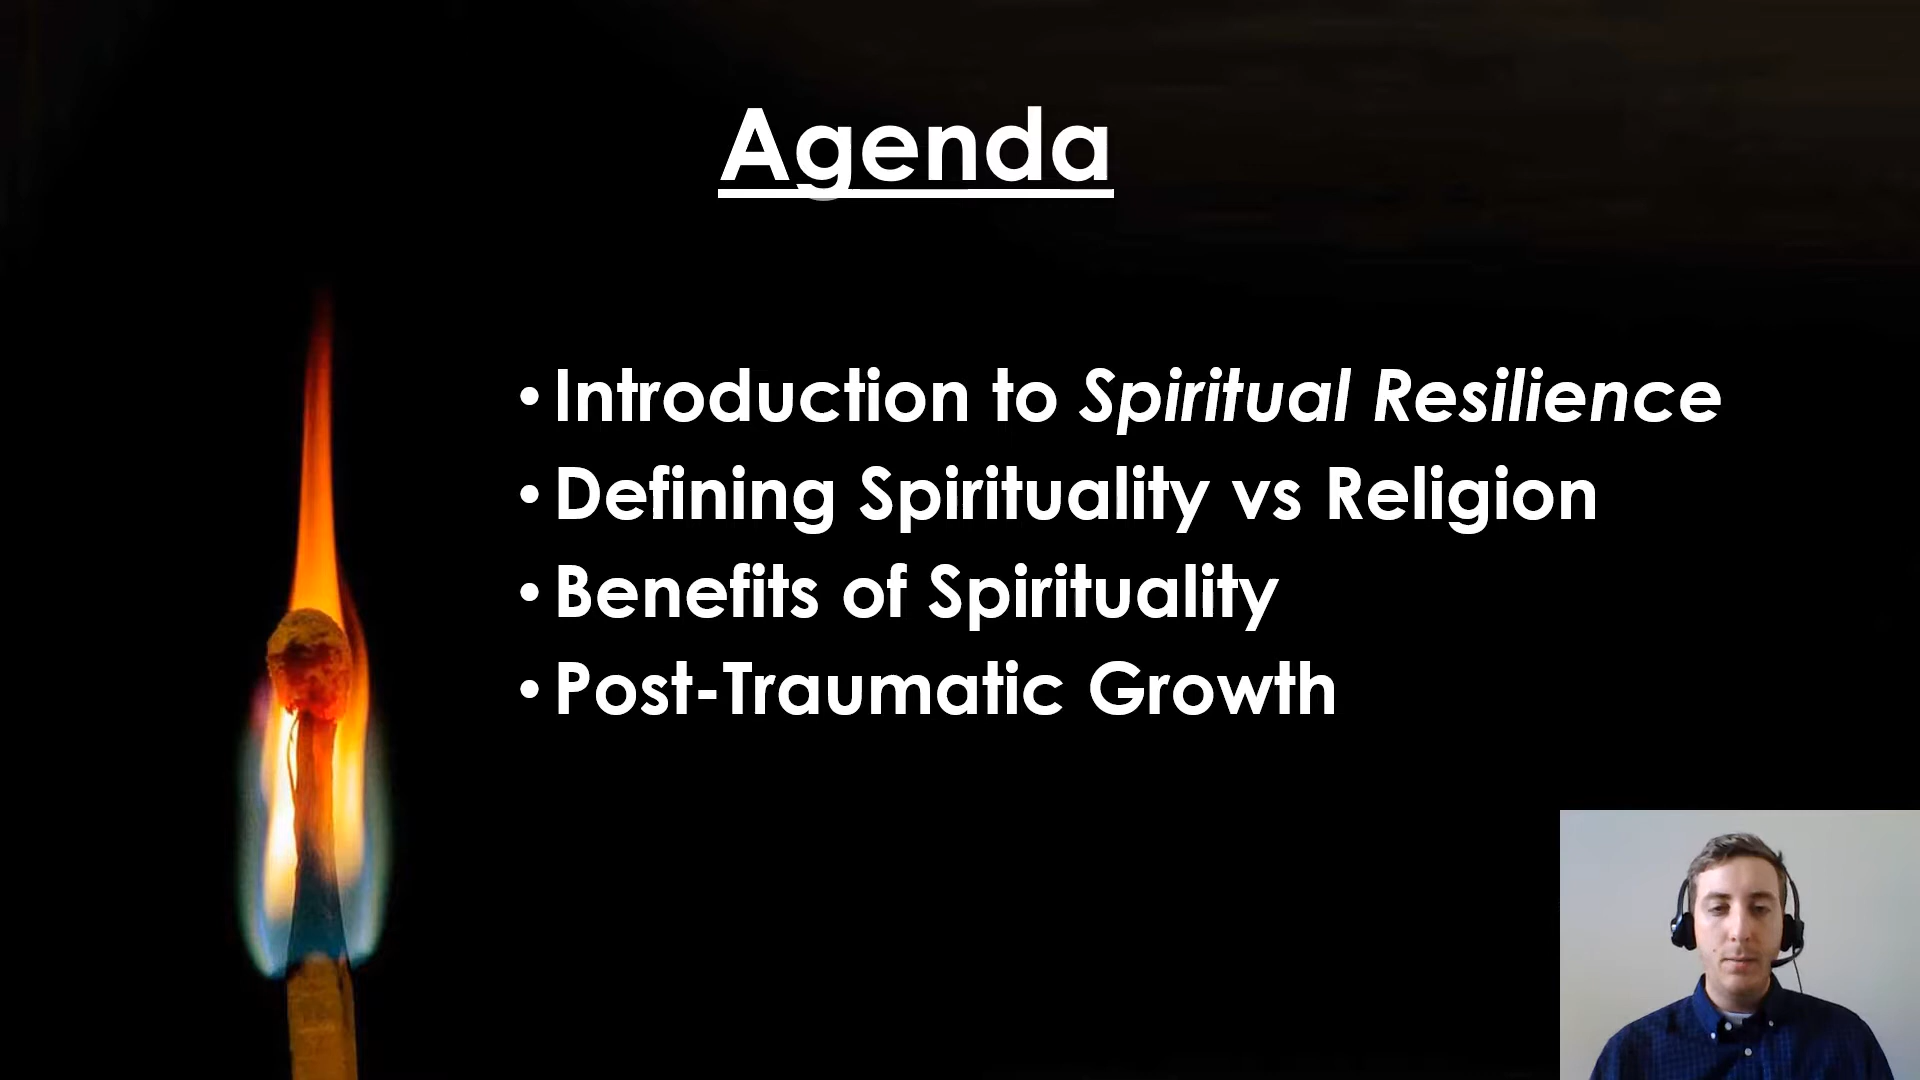 Agenda
• Introduction to Spiritual Resilience
• Defining Spirituality vs Religion
• Benefits of Spirituality
• Post-Traumatic Growth